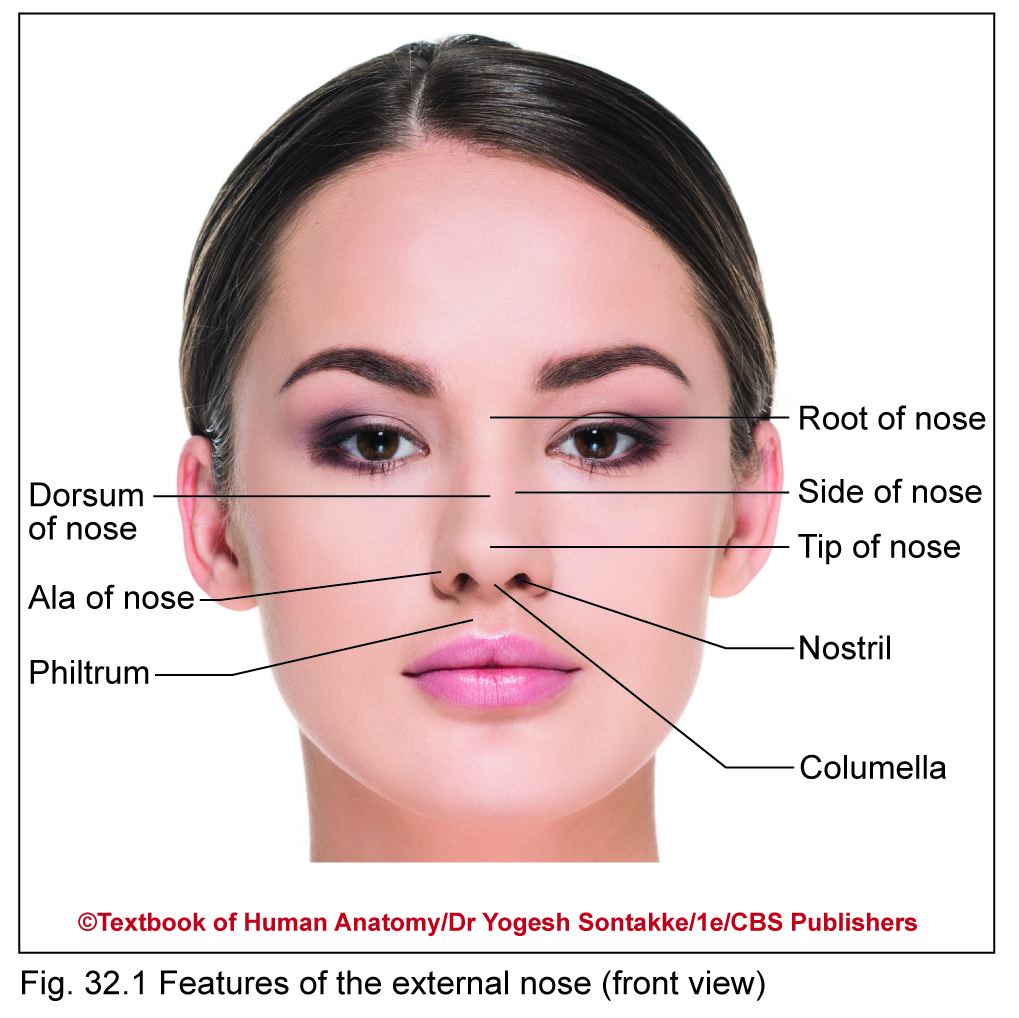 Root of nose
Dorsum
of nose
Side of nose
Tip of nose
Ala of nose
Nostril
Philtrum
Columella
©Textbook of Human Anatomy/Dr Yogesh Sontakke/1e/CBS Publishers
Fig. 32.1 Features of the external nose (front view)